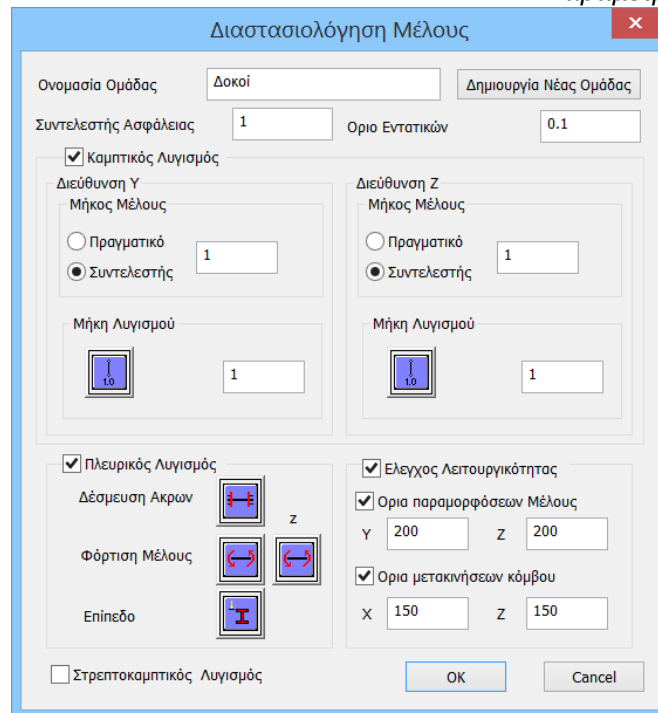 Διαστασιολόγηση Μέλους
Ονομασία Ομάδας Δοκοί Δημιουργία Νέας Ομάδας
Συντελεστής Ασφάλειας 1 Οριο Εντατικών 0.1
Καμπτικός Λυγισμός
Διεύθυνση Υ Διεύθυνση Ζ
Μήκος Μέλους Μήκος Μέλους
Πραγματικό 1 Πραγματικό 1
Συντελεστής Συντελεστής
Μήκη Λυγισμού Μήκη Λυγισμού
1.0 1 1.0 1
Πλευρικός Λυγισμός Ελεγχος Λειτουργικότητας
Δέσμευση Ακρων Ορια παραμορφόσεων Μέλους
z Y 200 Z 200
Φόρτιση Μέλους Ορια μετακινήσεων κόμβου
Επίπεδο X 150 Z 150
Στρεπτοκαμπτικός Λυγισμός OK Cancel